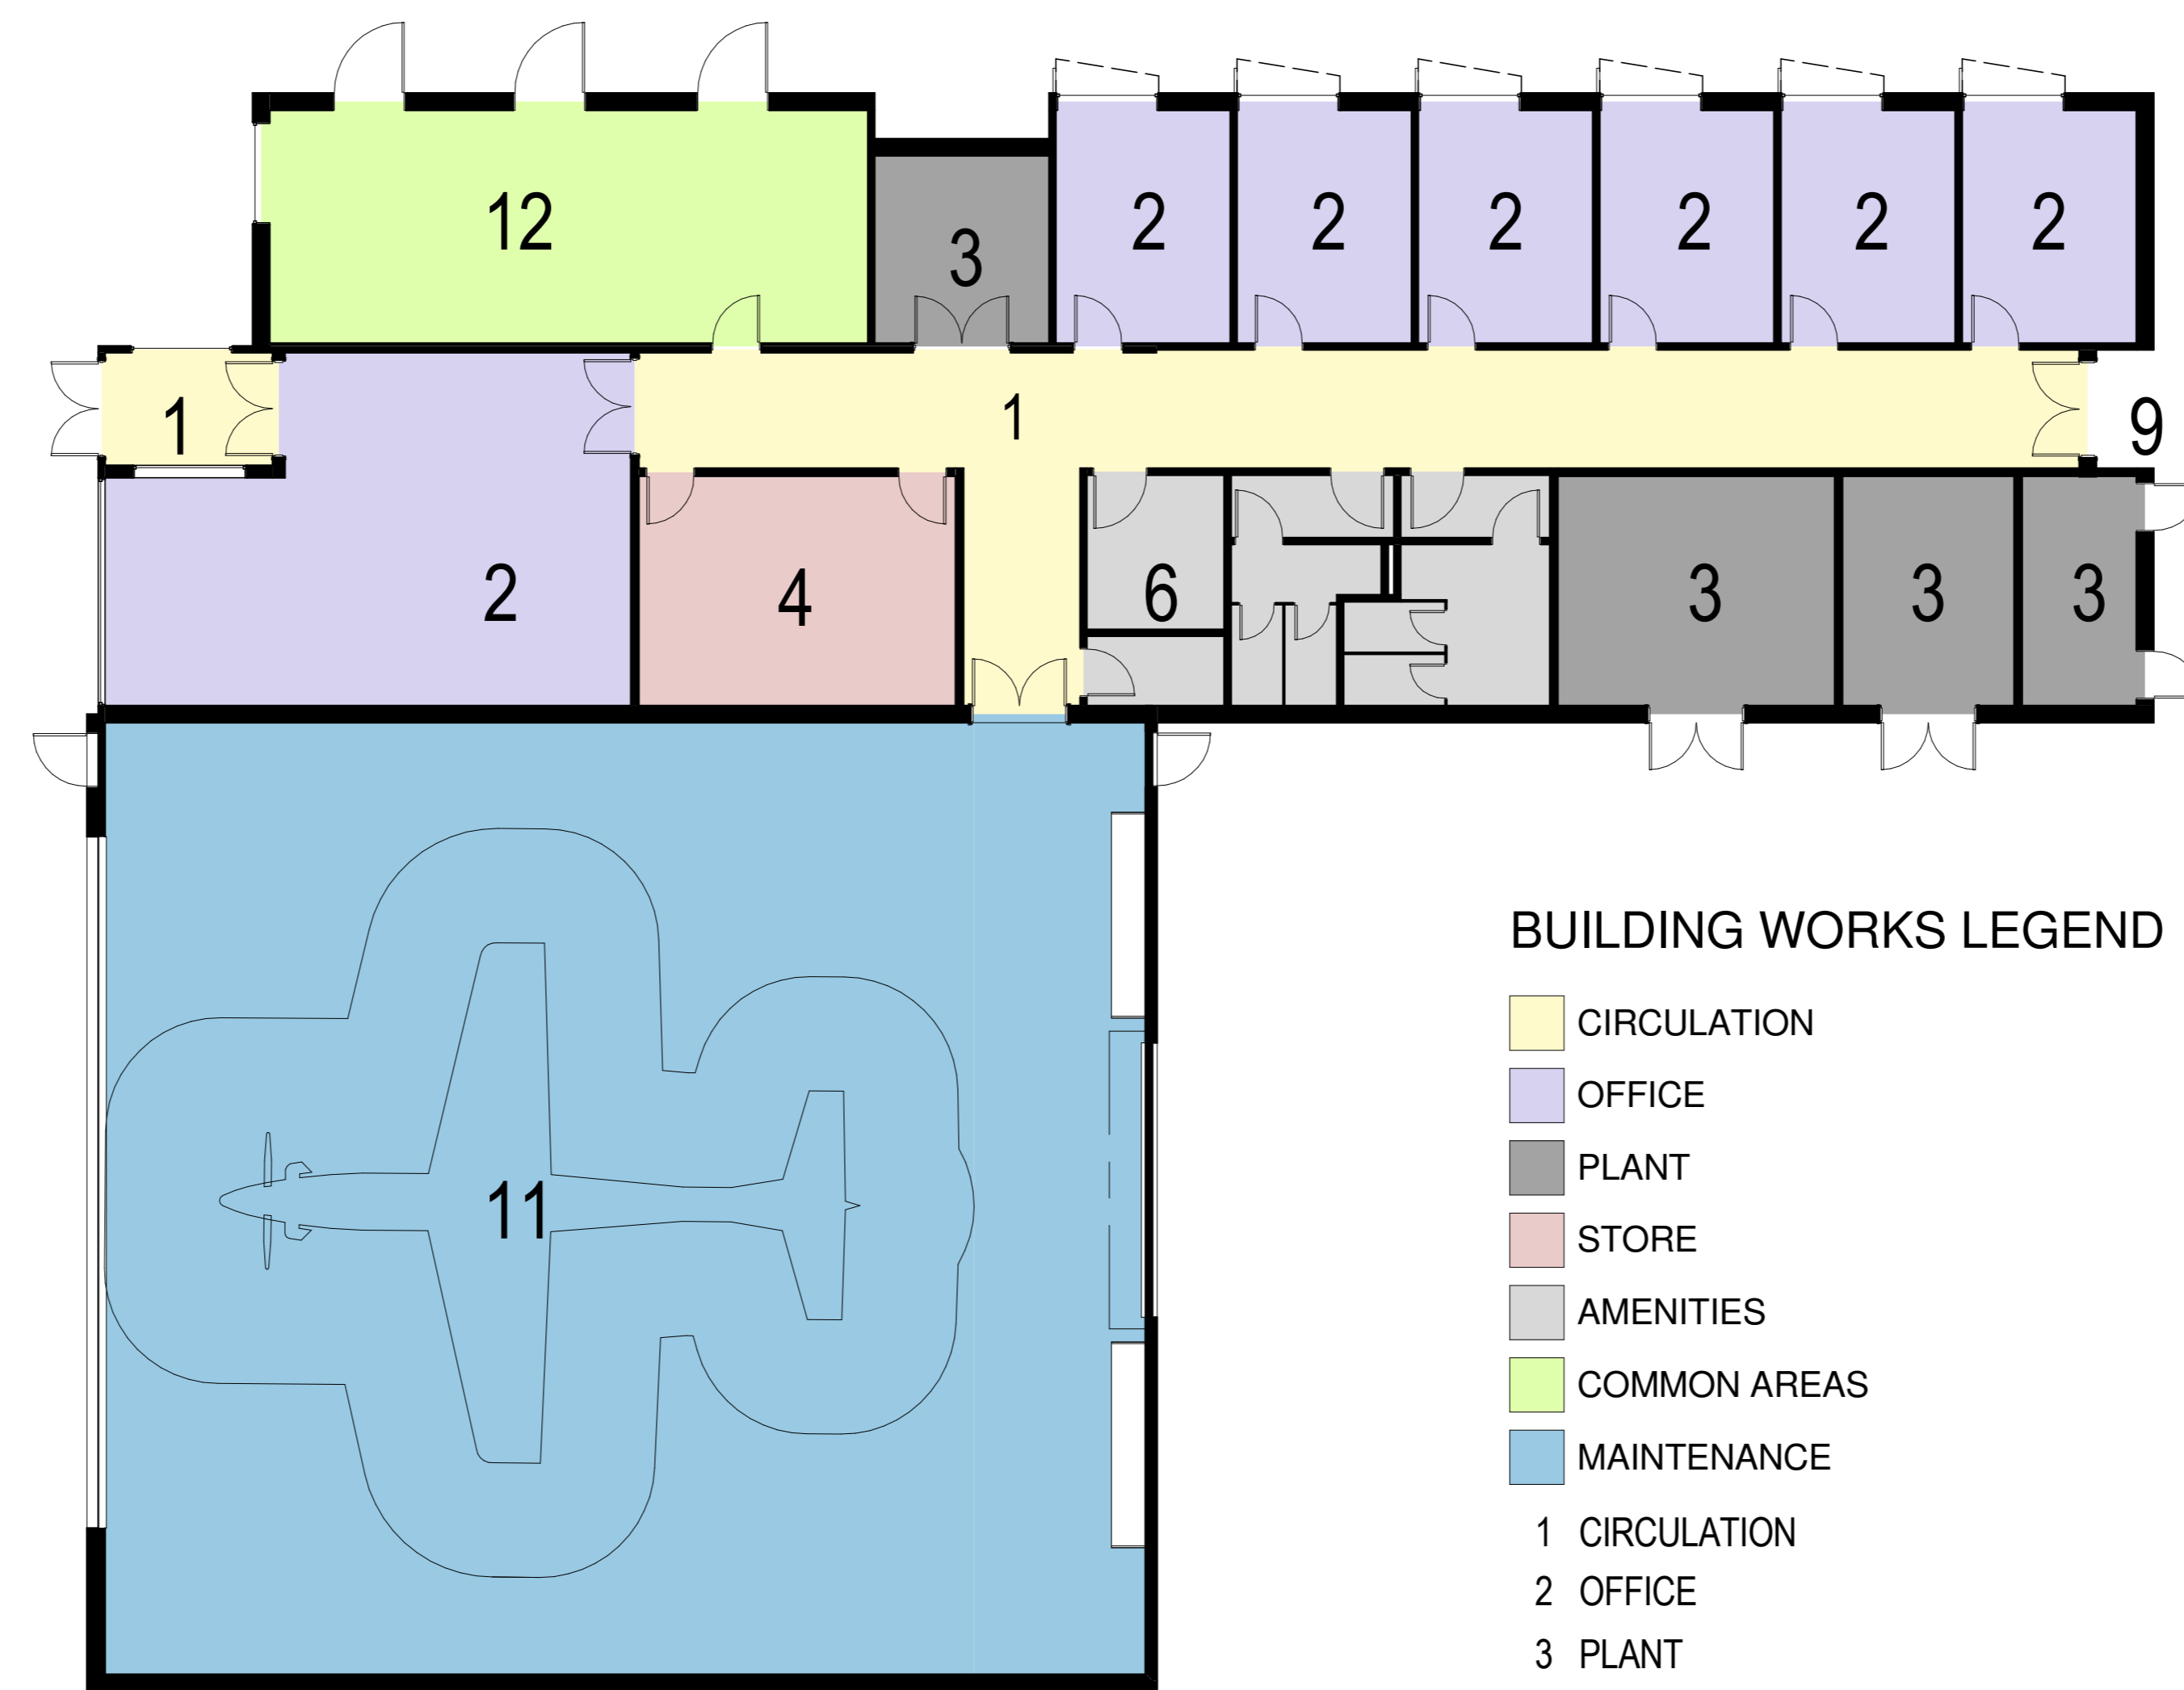 12
3
2
2
2
2
2
2
1
1
9
2
4
6
3
3
3
11
BUILDING WORKS LEGEND
CIRCULATION
OFFICE
PLANT
STORE
AMENITIES
COMMON AREAS
MAINTENANCE
1 CIRCULATION
2 OFFICE
3 PLANT